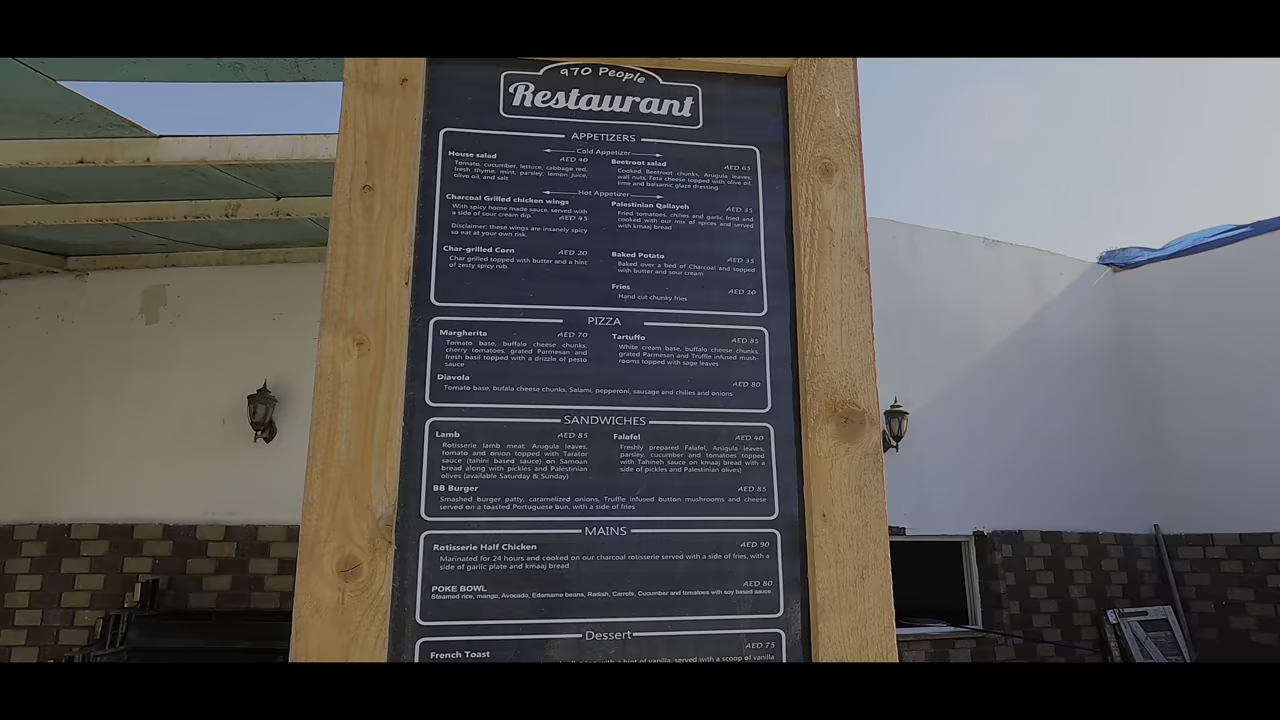 970 People
Restaurant
APPETIZERS
Cold Appetizer
House salad
AED 40
Tomato, cucumber, lettuce, cabbage red,
fresh thyme, mint, parsley, lemon juice,
olive oil, and salt
Beetroot salad
AED 65
Cooked Beetroot chunks, Arugula leaves,
wall nuts, Feta cheese topped with olive oil,
lime and balsamic glaze dressing
Hot Appetizer
Charcoal Grilled chicken wings
With spicy home made sauce, served with
a side of sour cream dip.
AED 45
Disclaimer: these wings are insanely spicy
so eat at your own risk.
Palestinian Qallayeh
AED 35
Fried tomatoes, chilies and garlic fried and
cooked with our mix of spices and served
with kmaaj bread
Char-grilled Corn
AED 20
Char grilled topped with butter and a hint
of zesty spicy rub.
Baked Potato
AED 35
Baked over a bed of Charcoal and topped
with butter and sour cream
Fries
AED 20
Hand cut chunky fries
PIZZA
Margherita
AED 70
Tomato base, buffalo cheese chunks,
cherry tomatoes, grated Parmesan and
fresh basil topped with a drizzle of pesto
sauce
Tartuffo
AED 85
White cream base, buffalo cheese chunks,
grated Parmesan and Truffle infused mush-
rooms topped with sage leaves
Diavola
AED 80
Tomato base, bufala cheese chunks, Salami, pepperoni, sausage and chilies and onions
SANDWICHES
Lamb
AED 85
Rotisserie lamb meat, Arugula leaves,
tomato and onion topped with Tarator
sauce (tahini based sauce) on Samoan
bread along with pickles and Palestinian
olives (available Saturday & Sunday)
Falafel
AED 40
Freshly prepared Falafel, Arugula leaves,
parsley, cucumber and tomatoes topped
with Tahineh sauce on kmaaj bread with a
side of pickles and Palestinian olives)
BB Burger
AED 85
Smashed burger patty, caramelized onions, Truffle infused button mushrooms and cheese
served on a toasted Portuguese bun, with a side of fries
MAINS
Rotisserie Half Chicken
AED 90
Marinated for 24 hours and cooked on our charcoal rotisserie served with a side of fries, with a
side of garlic plate and kmaaj bread
POKE BOWL
AED 80
Steamed rice, mango, Avocado, Edamame beans, Radish, Carrots, Cucumber and tomatoes with soy based sauce.
Dessert
French Toast
AED 75
with a hint of vanilla, served with a scoop of vanilla